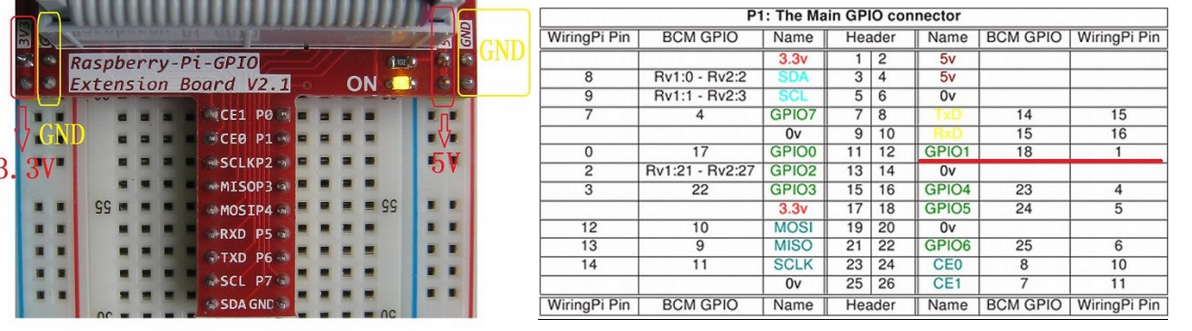 3V3
GND
GND
Raspberry-Pi-GPIO
Extension Board V2.1 ON
CE1 P0
CE0 P1
GND
SCLK P2
3.3V
5V
MISO P3
MOSI P4
55
55
RXD P5
TXD P6
SCL P7
SDA GND
P1: The Main GPIO connector
WiringPi Pin BCM GPIO Name Header Name BCM GPIO WiringPi Pin
3.3v 1 2 5v
8 Rv1:0 - Rv2:2 SDA 3 4 5v
9 Rv1:1 - Rv2:3 SCL 5 6 0v
7 4 GPIO7 7 8 TxD 14 15
0v 9 10 RxD 15 16
0 17 GPIO0 11 12 GPIO1 18 1
2 Rv1:21 - Rv2:27 GPIO2 13 14 0v
3 22 GPIO3 15 16 GPIO4 23 4
3.3v 17 18 GPIO5 24 5
12 10 MOSI 19 20 0v
13 9 MISO 21 22 GPIO6 25 6
14 11 SCLK 23 24 CE0 8 10
0v 25 26 CE1 7 11
WiringPi Pin BCM GPIO Name Header Name BCM GPIO WiringPi Pin